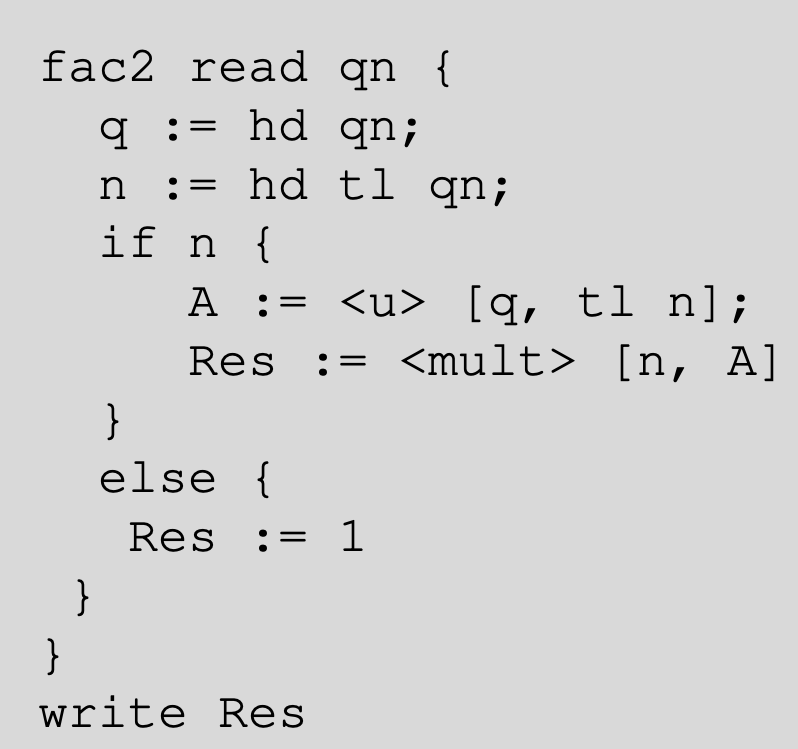 fac2 read qn {
  q := hd qn;
  n := hd tl qn;
  if n {
     A := <u> [q, tl n];
     Res := <mult> [n, A]
  }
  else {
   Res := 1
 }
}
write Res